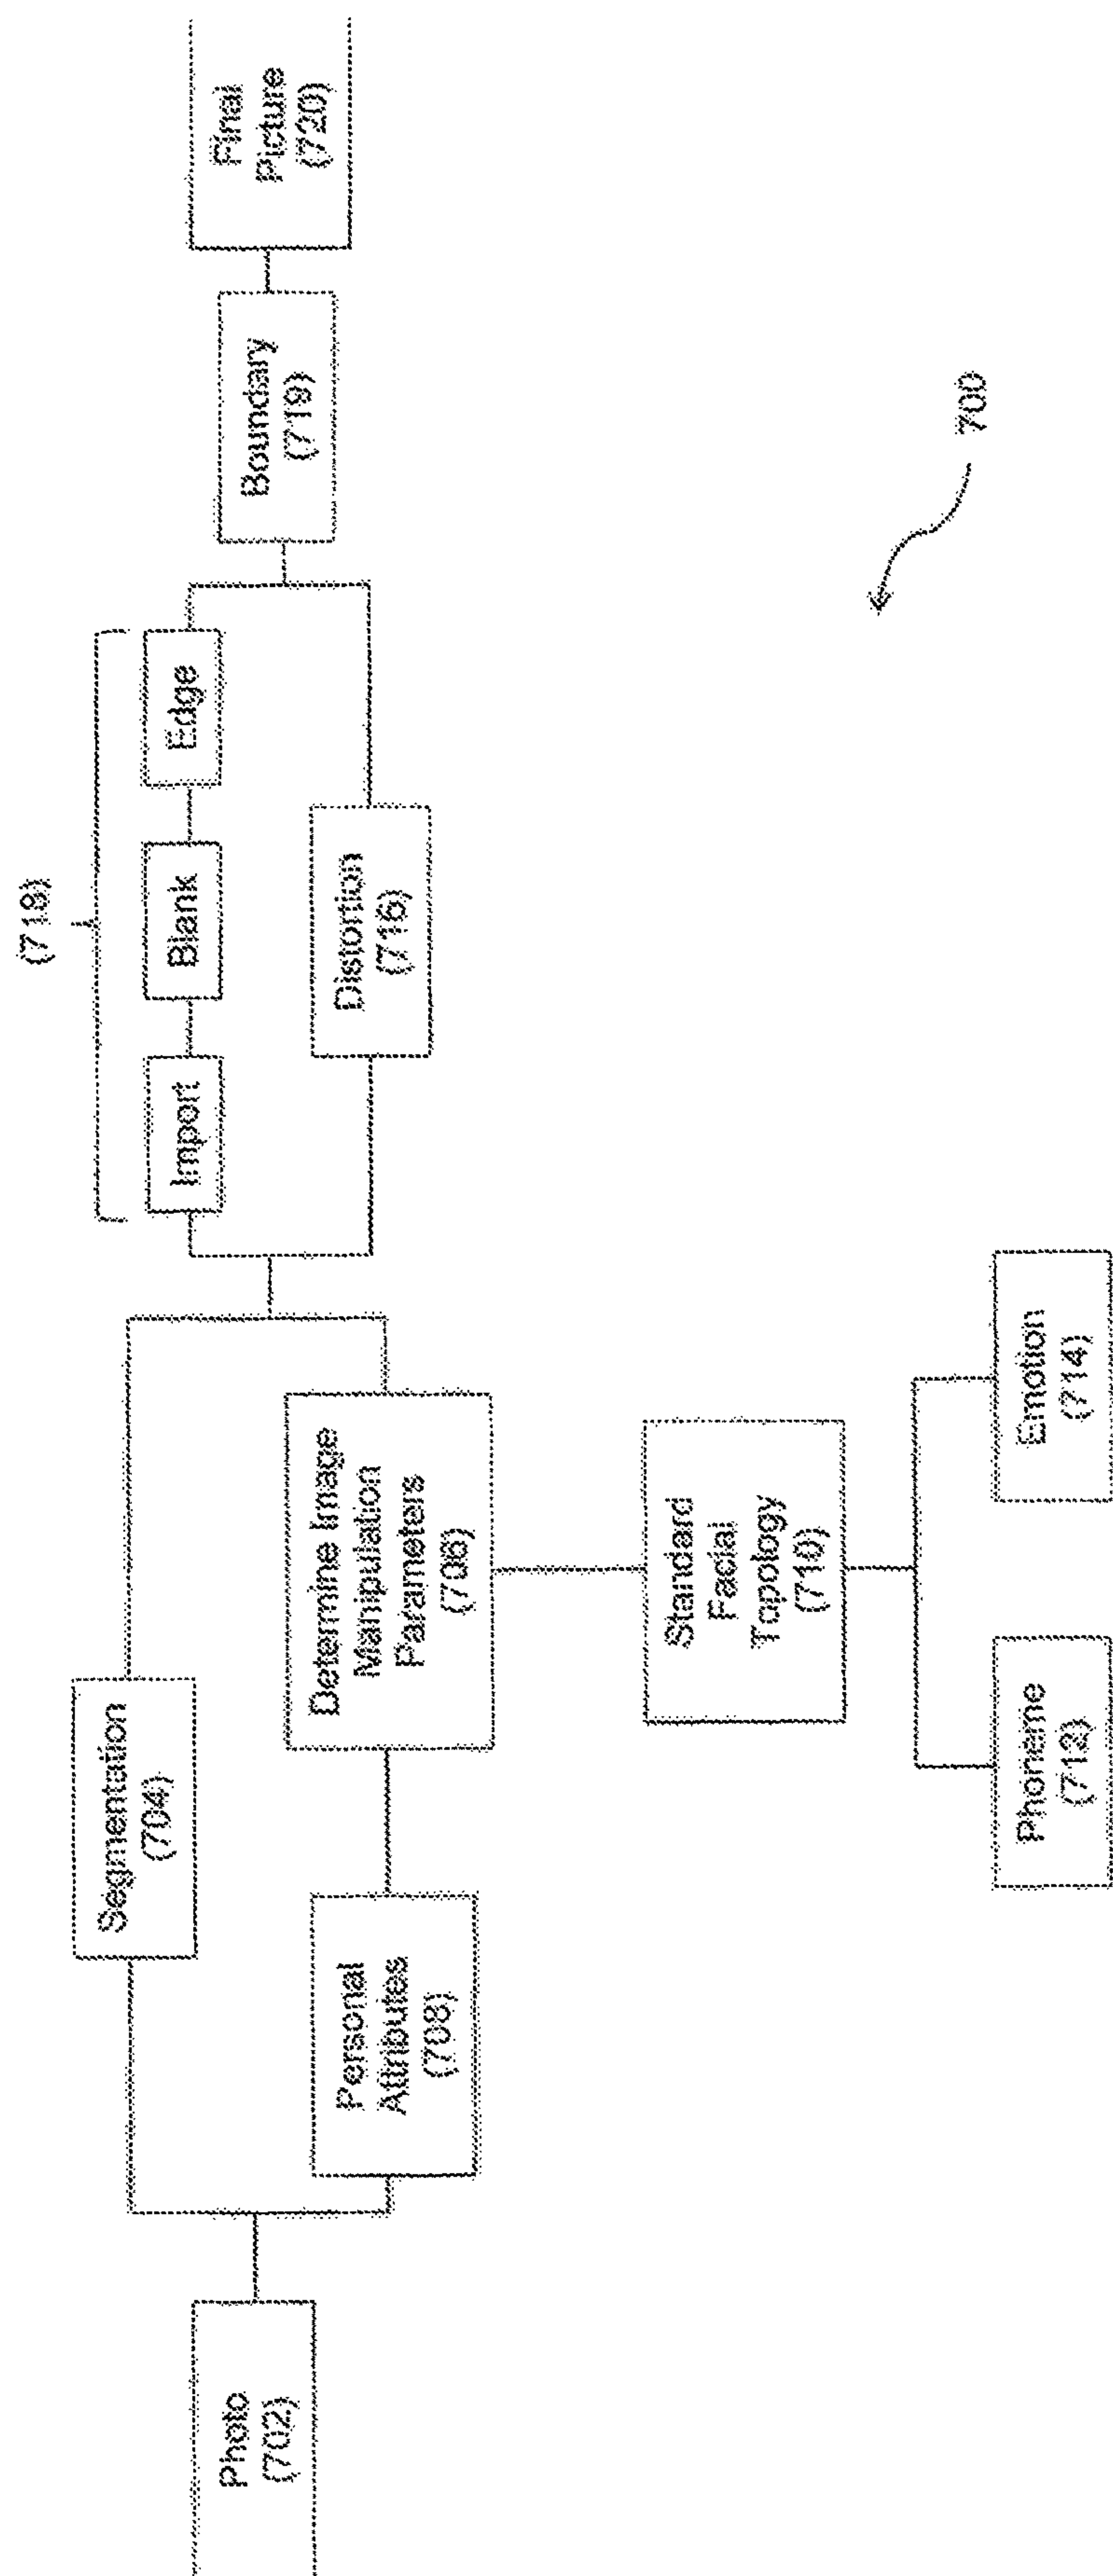 Photo
(702)
Segmentation
(704)
Personal
Attributes
(708)
Determine Image
Manipulation
Parameters
(706)
Standard
Facial
Topology
(710)
Phoneme
(712)
Emotion
(714)
(718)
Import
Blank
Edge
Distortion
(716)
Boundary
(719)
Final
Picture
(720)
700